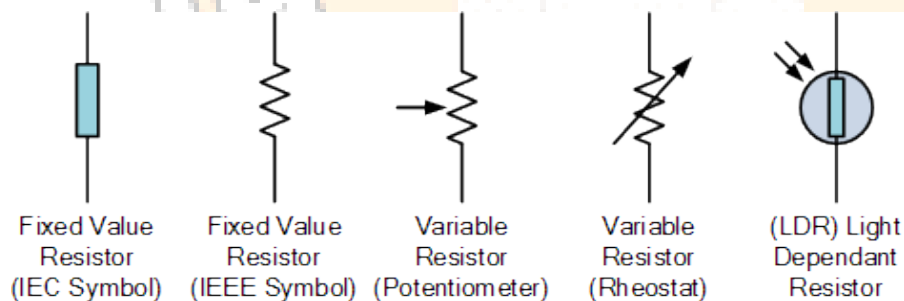 Fixed Value
Resistor
(IEC Symbol)
Fixed Value
Resistor
(IEEE Symbol)
Variable
Resistor
(Potentiometer)
Variable
Resistor
(Rheostat)
(LDR) Light
Dependant
Resistor